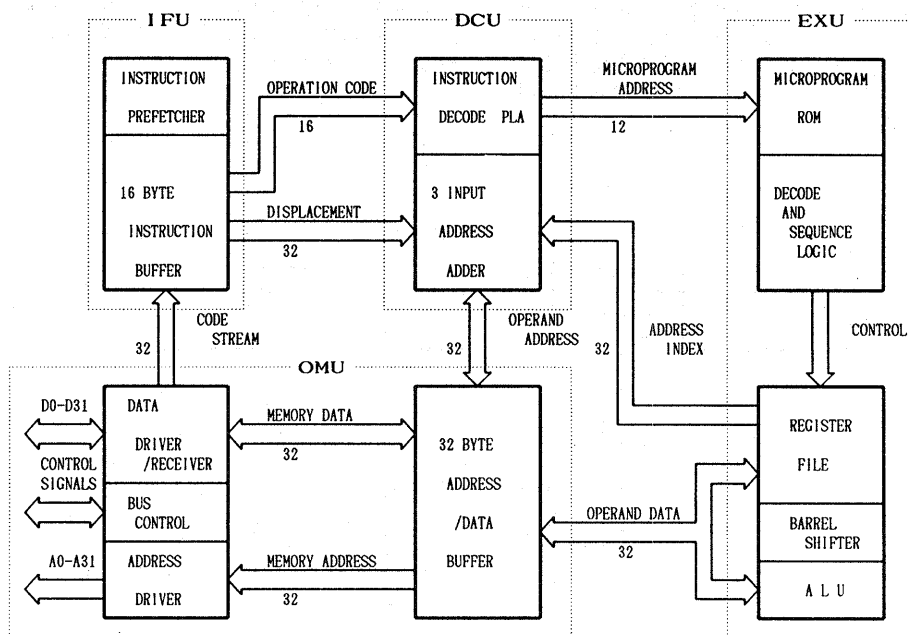 IFU
DCU
EXU
INSTRUCTION
PREFETCHER
16 BYTE
INSTRUCTION
BUFFER
OPERATION CODE
16
DISPLACEMENT
32
INSTRUCTION
DECODE PLA
3 INPUT
ADDRESS
ADDER
MICROPROGRAM
ADDRESS
12
MICROPROGRAM
ROM
DECODE
AND
SEQUENCE
LOGIC
CODE
STREAM
32
OPERAND
ADDRESS
32
ADDRESS
INDEX
32
CONTROL
OMU
D0-D31
CONTROL
SIGNALS
A0-A31
DATA
DRIVER
/RECEIVER
BUS
CONTROL
ADDRESS
DRIVER
MEMORY DATA
32
MEMORY ADDRESS
32
32 BYTE
ADDRESS
/DATA
BUFFER
OPERAND DATA
32
REGISTER
FILE
BARREL
SHIFTER
A L U